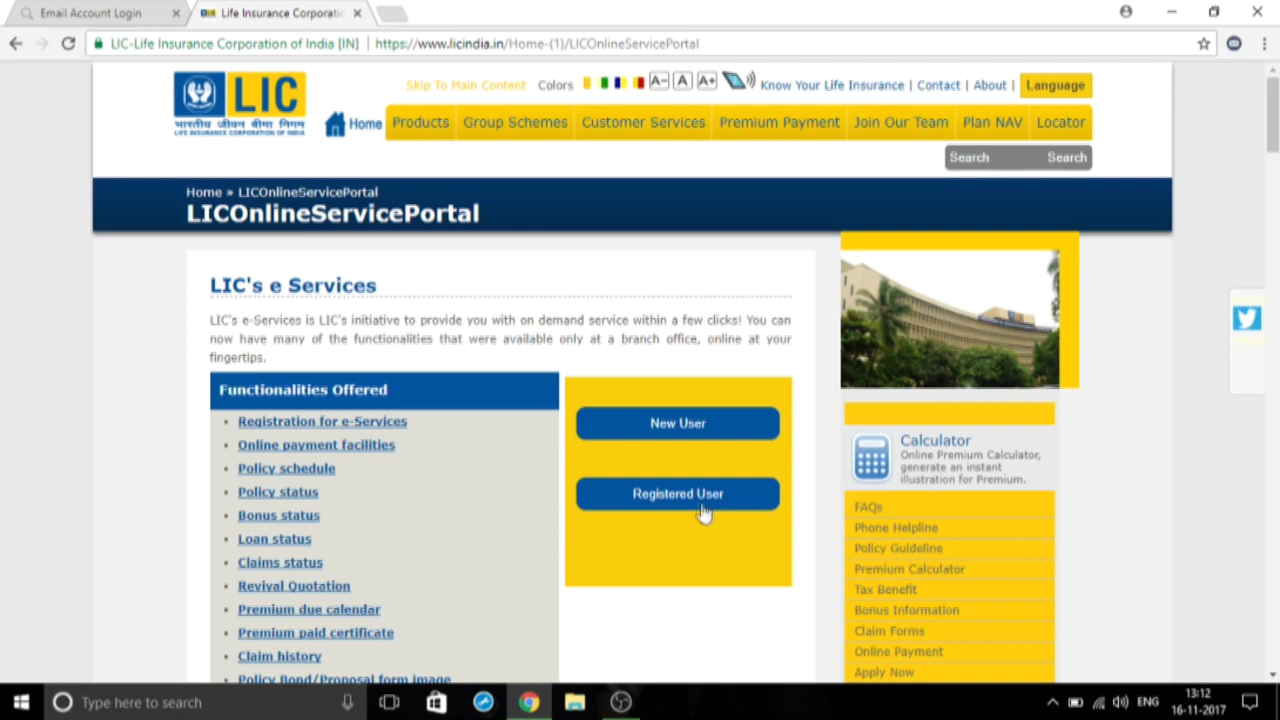 Email Account Login
Life Insurance Corporatio
LIC-Life Insurance Corporation of India [IN] | https://www.licindia.in/Home-(1)/LICOnlineServicePortal
Skip To Main Content Colors A- A A+ Know Your Life Insurance | Contact | About | Language
LIC
भारतीय जीवन बीमा निगम
LIFE INSURANCE CORPORATION OF INDIA
Home Products Group Schemes Customer Services Premium Payment Join Our Team Plan NAV Locator
Search Search
Home » LICOnlineServicePortal
LICOnlineServicePortal
LIC's e Services
LIC's e-Services is LIC's initiative to provide you with on demand service within a few clicks! You can
now have many of the functionalities that were available only at a branch office, online at your
fingertips.
Functionalities Offered
• Registration for e-Services
• Online payment facilities
• Policy schedule
• Policy status
• Bonus status
• Loan status
• Claims status
• Revival Quotation
• Premium due calendar
• Premium paid certificate
• Claim history
• Policy Bond/Proposal form image
New User
Registered User
Calculator
Online Premium Calculator,
generate an instant
illustration for Premium.
FAQs
Phone Helpline
Policy Guideline
Premium Calculator
Tax Benefit
Bonus Information
Claim Forms
Online Payment
Apply Now
Type here to search
ENG
13:12
16-11-2017